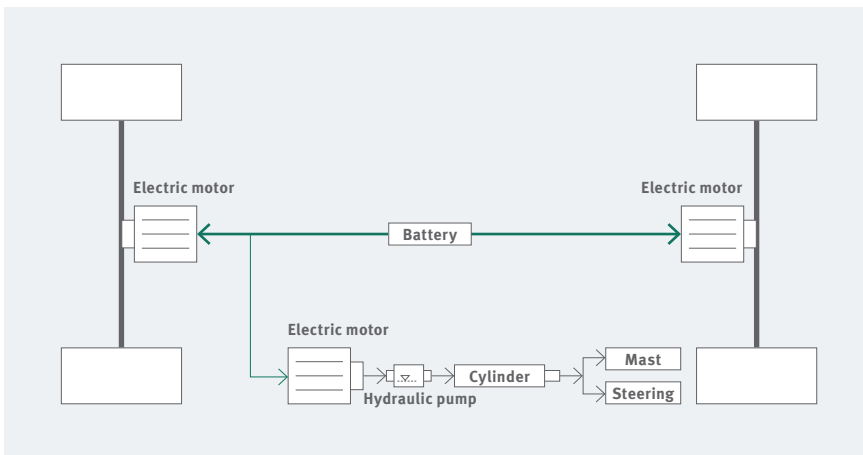 Electric motor
Electric motor
Battery
Electric motor
Mast
Cylinder
Steering
Hydraulic pump